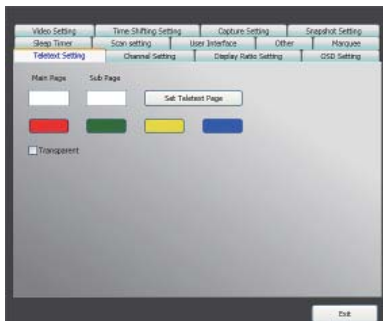 Video Setting Time Shifting Setting Capture Setting Snapshot Setting
Sleep Timer Scan setting User Interface Other Marquee
Teletext Setting Channel Setting Display Ratio Setting OSD Setting
Main Page Sub Page
Set Teletext Page
Transparent
Exit